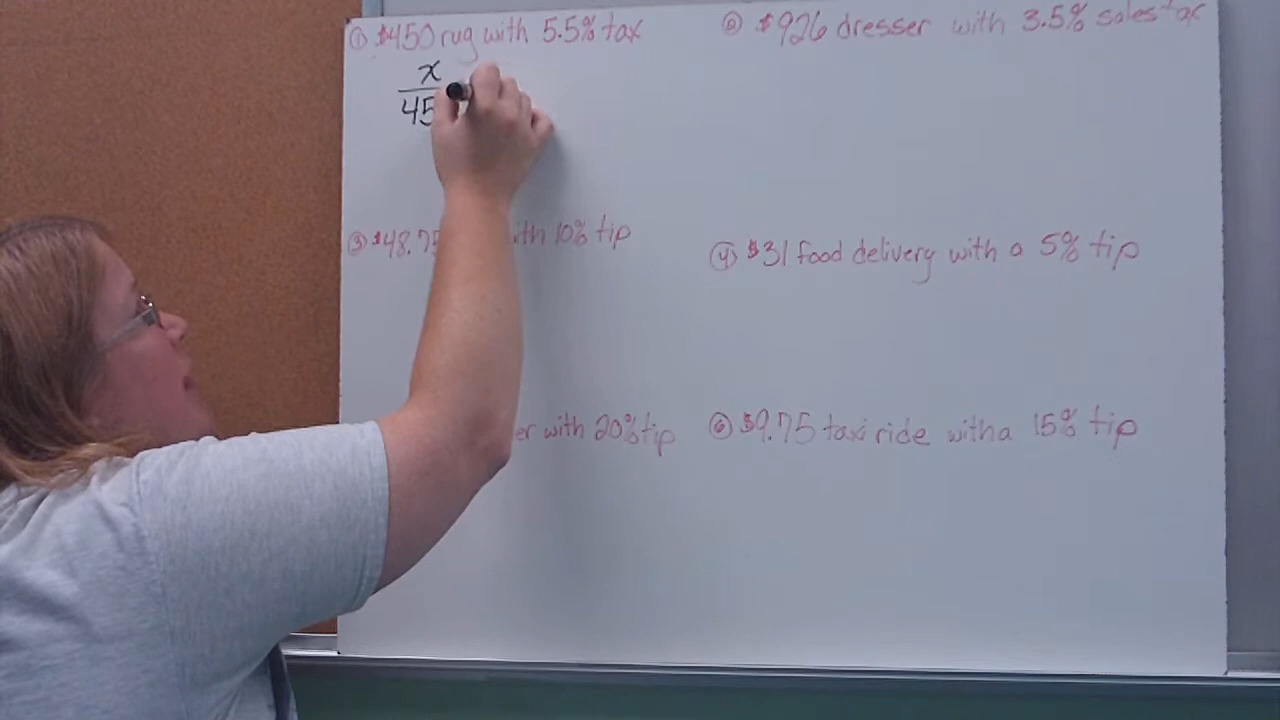 ① $450 rug with 5.5% tax
x
45
② $926 dresser with 3.5% sales tax
③ $48.75 with 10% tip
④ $31 food delivery with a 5% tip
er with 20% tip
⑥ $9.75 taxi ride with a 15% tip